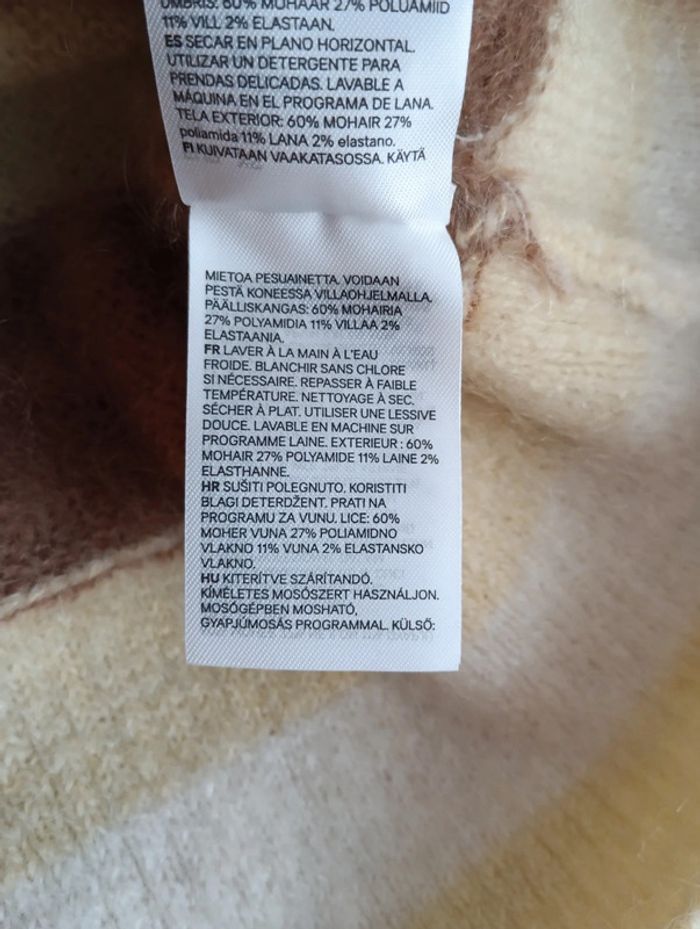 ÜMBRIS: 60% MOHÄÄR 27% POLÜAMIID
11% VILL 2% ELASTAAN.
ES SECAR EN PLANO HORIZONTAL.
UTILIZAR UN DETERGENTE PARA
PRENDAS DELICADAS. LAVABLE A
MÁQUINA EN EL PROGRAMA DE LANA.
TELA EXTERIOR: 60% MOHAIR 27%
poliamida 11% LANA 2% elastano.
FI KUIVATAAN VAAKATASOSSA. KÄYTÄ
MIETOA PESUAINETTA. VOIDAAN
PESTÄ KONEESSA VILLAOHJELMALLA.
PÄÄLLISKANGAS: 60% MOHAIRIA
27% POLYAMIDIA 11% VILLAA 2%
ELASTAANIA.
FR LAVER À LA MAIN À L'EAU
FROIDE. BLANCHIR SANS CHLORE
SI NÉCESSAIRE. REPASSER À FAIBLE
TEMPÉRATURE. NETTOYAGE À SEC.
SÉCHER À PLAT. UTILISER UNE LESSIVE
DOUCE. LAVABLE EN MACHINE SUR
PROGRAMME LAINE. EXTERIEUR : 60%
MOHAIR 27% POLYAMIDE 11% LAINE 2%
ELASTHANNE.
HR SUŠITI POLEGNUTO. KORISTITI
BLAGI DETERDŽENT. PRATI NA
PROGRAMU ZA VUNU. LICE: 60%
MOHER VUNA 27% POLIAMIDNO
VLAKNO 11% VUNA 2% ELASTANSKO
VLAKNO.
HU KITERÍTVE SZÁRÍTANDÓ.
KÍMÉLETES MOSÓSZERT HASZNÁLJON.
MOSÓGÉPBEN MOSHATÓ,
GYAPJÚMOSÁS PROGRAMMAL. KÜLSŐ: